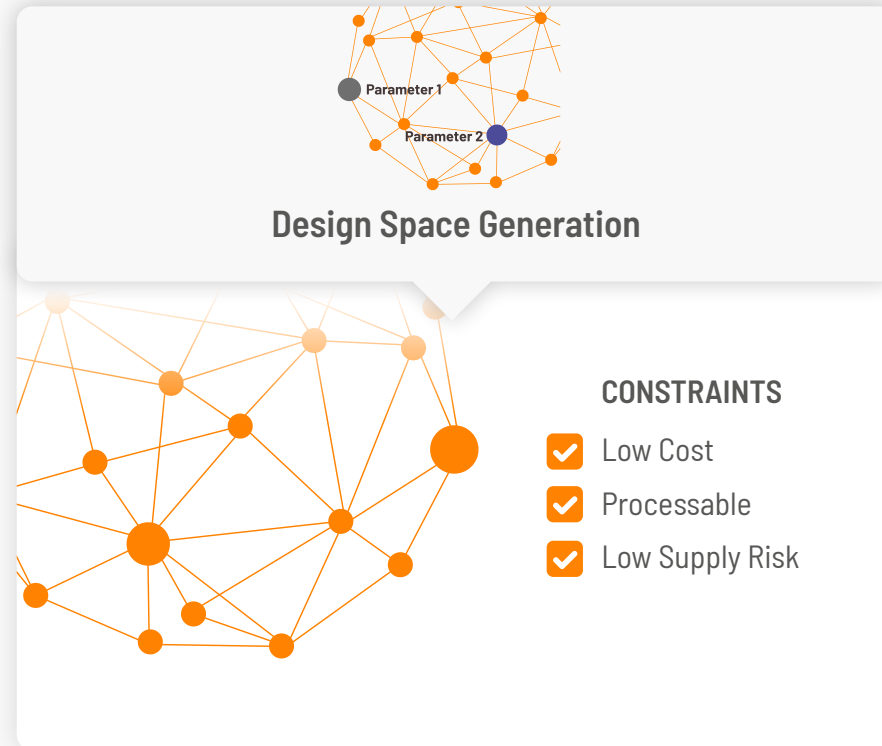 Parameter 1
Parameter 2
Design Space Generation
CONSTRAINTS
Low Cost
Processable
Low Supply Risk